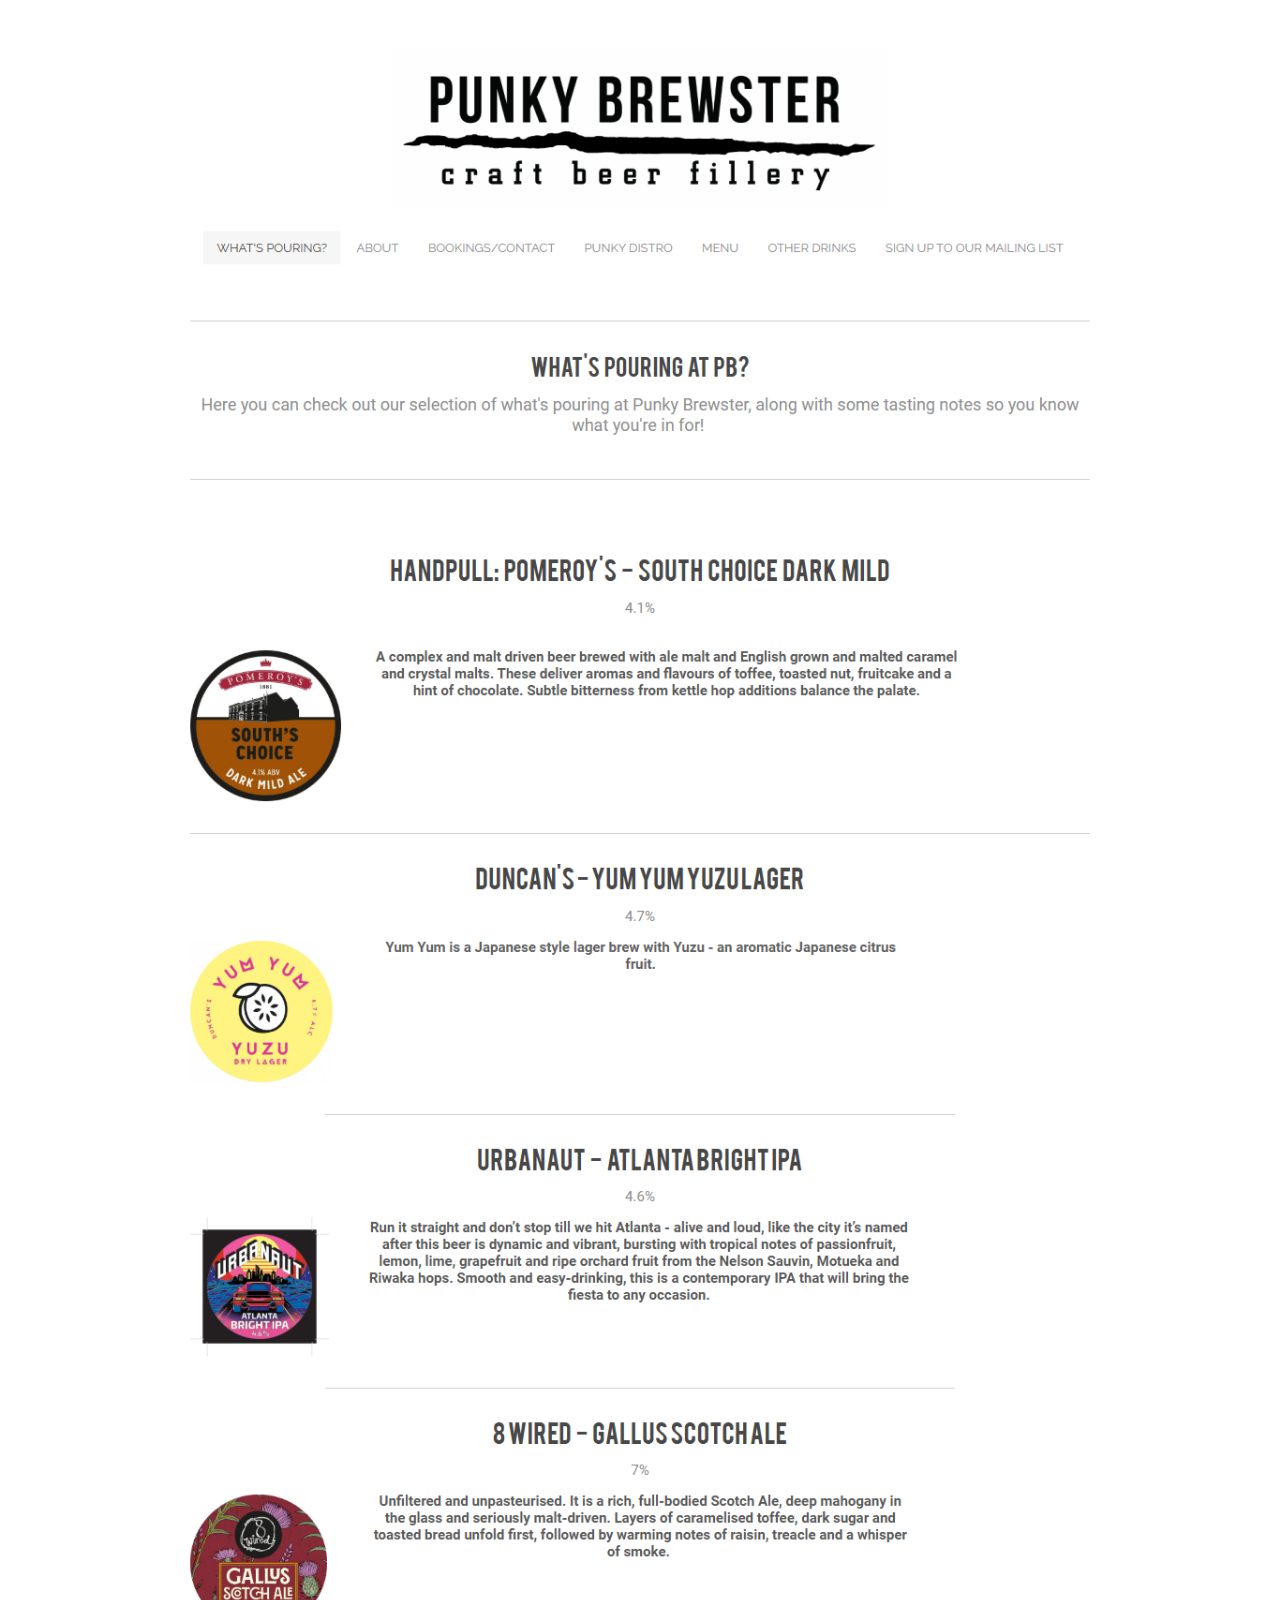 PUNKY BREWSTER
craft beer fillery
WHAT'S POURING?
ABOUT
BOOKINGS/CONTACT
PUNKY DISTRO
MENU
OTHER DRINKS
SIGN UP TO OUR MAILING LIST
WHAT'S POURING AT PB?
Here you can check out our selection of what's pouring at Punky Brewster, along with some tasting notes so you know
what you're in for!
HANDPULL: POMEROY'S - SOUTH CHOICE DARK MILD
4.1%
POMEROY'S
1881
SOUTH'S
CHOICE
4.1% ABV
DARK MILD ALE
A complex and malt driven beer brewed with ale malt and English grown and malted caramel
and crystal malts. These deliver aromas and flavours of toffee, toasted nut, fruitcake and a
hint of chocolate. Subtle bitterness from kettle hop additions balance the palate.
DUNCAN'S - YUM YUM YUZU LAGER
4.7%
YUM YUM
DUNCAN'S
4.7% ALC
YUZU
DRY LAGER
Yum Yum is a Japanese style lager brew with Yuzu - an aromatic Japanese citrus
fruit.
URBANAUT - ATLANTA BRIGHT IPA
4.6%
URBANAUT
ATLANTA
BRIGHT IPA
4.6%
Run it straight and don’t stop till we hit Atlanta - alive and loud, like the city it’s named
after this beer is dynamic and vibrant, bursting with tropical notes of passionfruit,
lemon, lime, grapefruit and ripe orchard fruit from the Nelson Sauvin, Motueka and
Riwaka hops. Smooth and easy-drinking, this is a contemporary IPA that will bring the
fiesta to any occasion.
8 WIRED - GALLUS SCOTCH ALE
7%
8
Wired
GALLUS
SCOTCH ALE
Unfiltered and unpasteurised. It is a rich, full-bodied Scotch Ale, deep mahogany in
the glass and seriously malt-driven. Layers of caramelised toffee, dark sugar and
toasted bread unfold first, followed by warming notes of raisin, treacle and a whisper
of smoke.